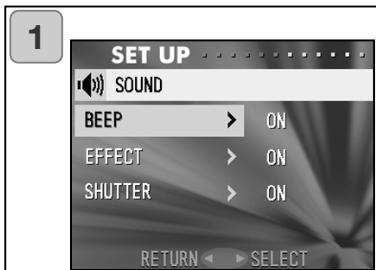 1
SET UP
SOUND
BEEP > ON
EFFECT > ON
SHUTTER > ON
RETURN ◄ ► SELECT